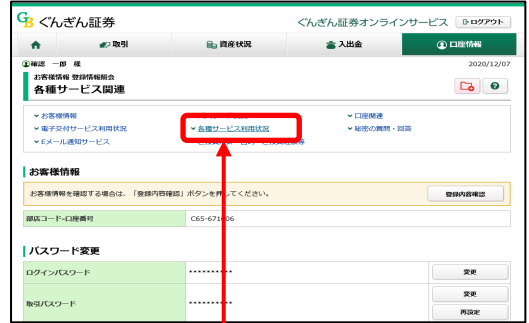 ぐんぎん証券
ぐんぎん証券オンラインサービス ログアウト
取引 資産状況 入出金 口座情報
確認 一郎 様 2020/12/07
お客様情報 登録情報照会
各種サービス関連
お客様情報 口座関連
電子交付サービス利用状況 各種サービス利用状況 秘密の質問・回答
Eメール通知サービス
お客様情報
お客様情報を確認する場合は、「登録内容確認」ボタンを押してください。 登録内容確認
部店コード-口座番号 C65-671006
パスワード変更
ログインパスワード ********** 変更
取引パスワード ********** 変更
再設定